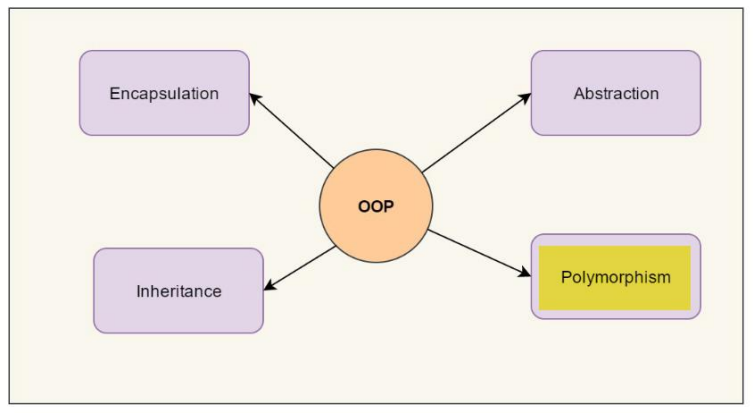 Encapsulation
Abstraction
OOP
Inheritance
Polymorphism